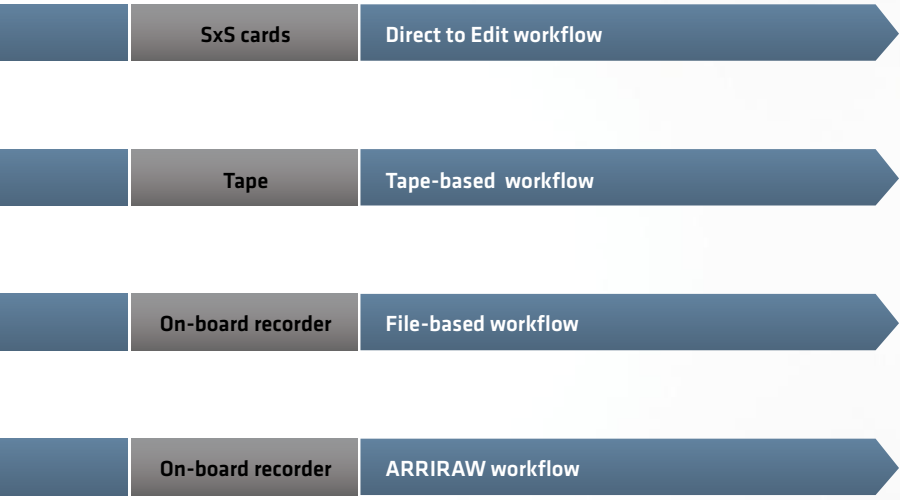 SxS cards Direct to Edit workflow
Tape Tape-based workflow
On-board recorder File-based workflow
On-board recorder ARRIRAW workflow